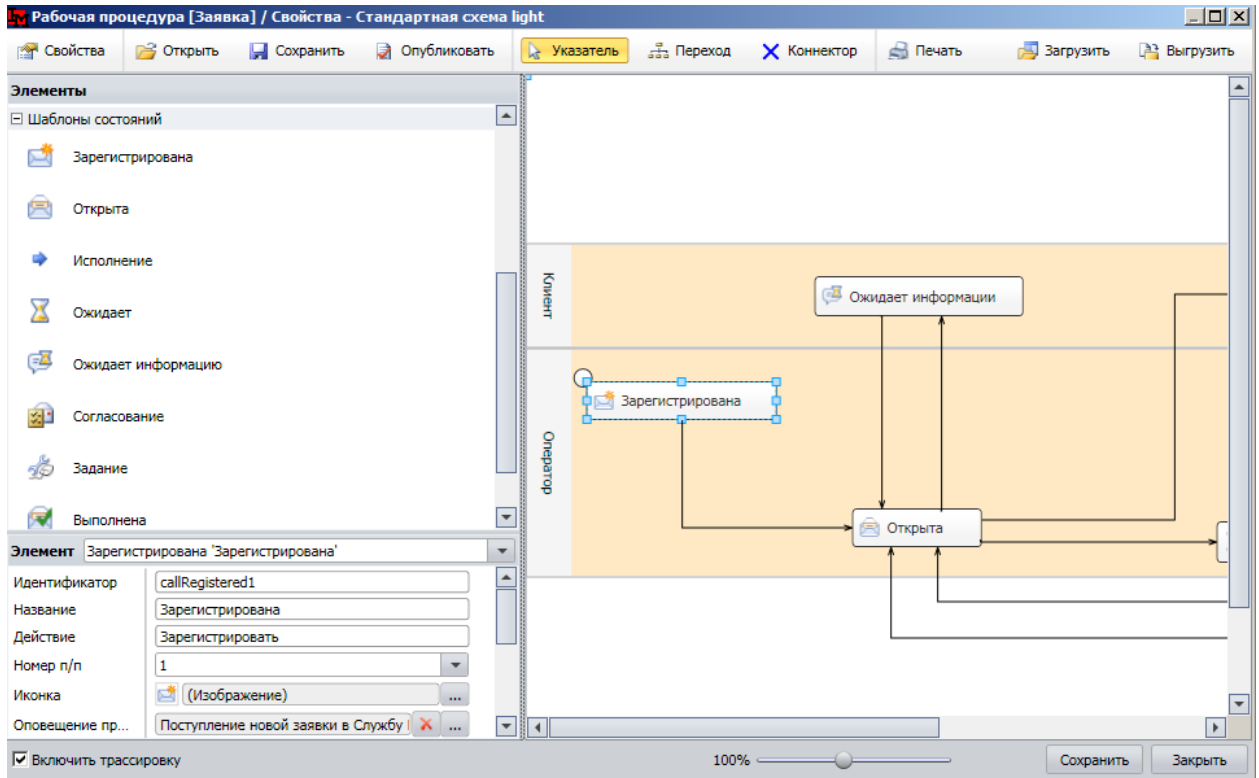 Рабочая процедура [Заявка] / Свойства - Стандартная схема light
Свойства Открыть Сохранить Опубликовать Указатель Переход Коннектор Печать Загрузить Выгрузить
Элементы
Шаблоны состояний
Зарегистрирована
Открыта
Исполнение
Ожидает
Ожидает информацию
Согласование
Задание
Выполнена
Элемент Зарегистрирована 'Зарегистрирована'
Идентификатор callRegistered1
Название Зарегистрирована
Действие Зарегистрировать
Номер п/п 1
Иконка (Изображение) ...
Оповещение пр... Поступление новой заявки в Службу ...
Клиент
Ожидает информации
Оператор
Зарегистрирована
Открыта
Включить трассировку 100% Сохранить Закрыть